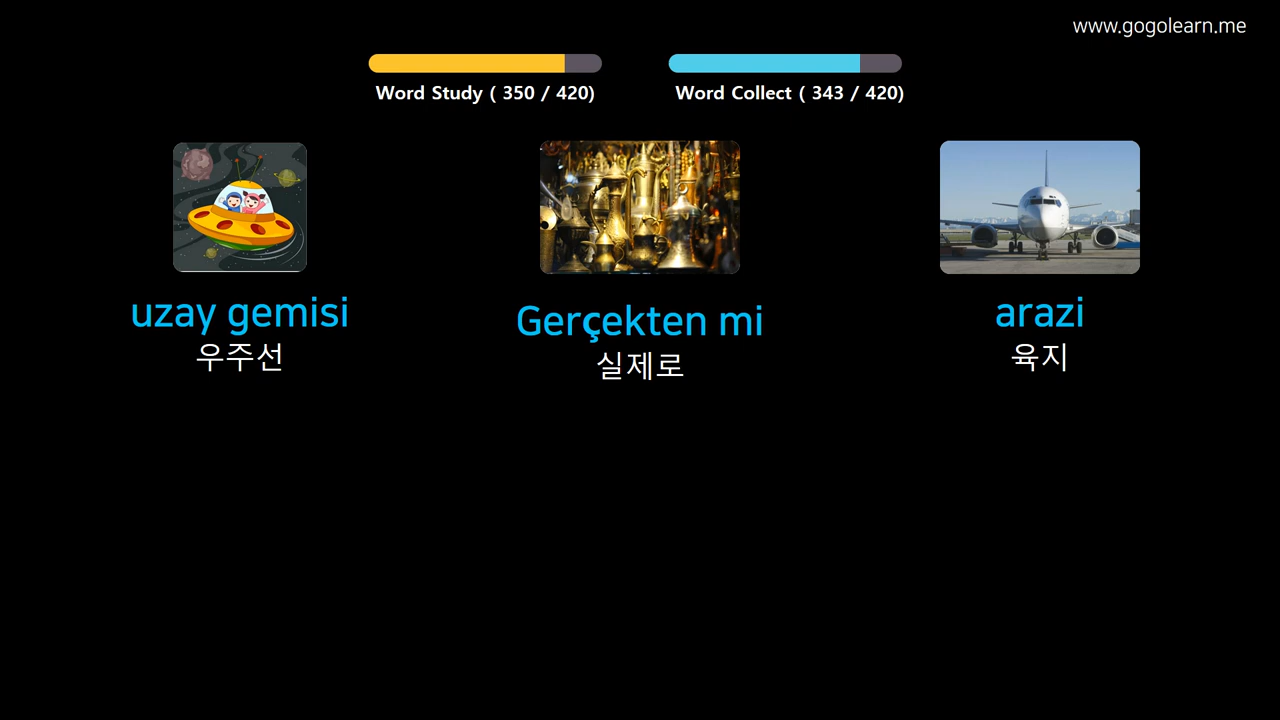 www.gogolearn.me
Word Study ( 350 / 420)
Word Collect ( 343 / 420)
uzay gemisi
우주선
Gerçekten mi
실제로
arazi
육지